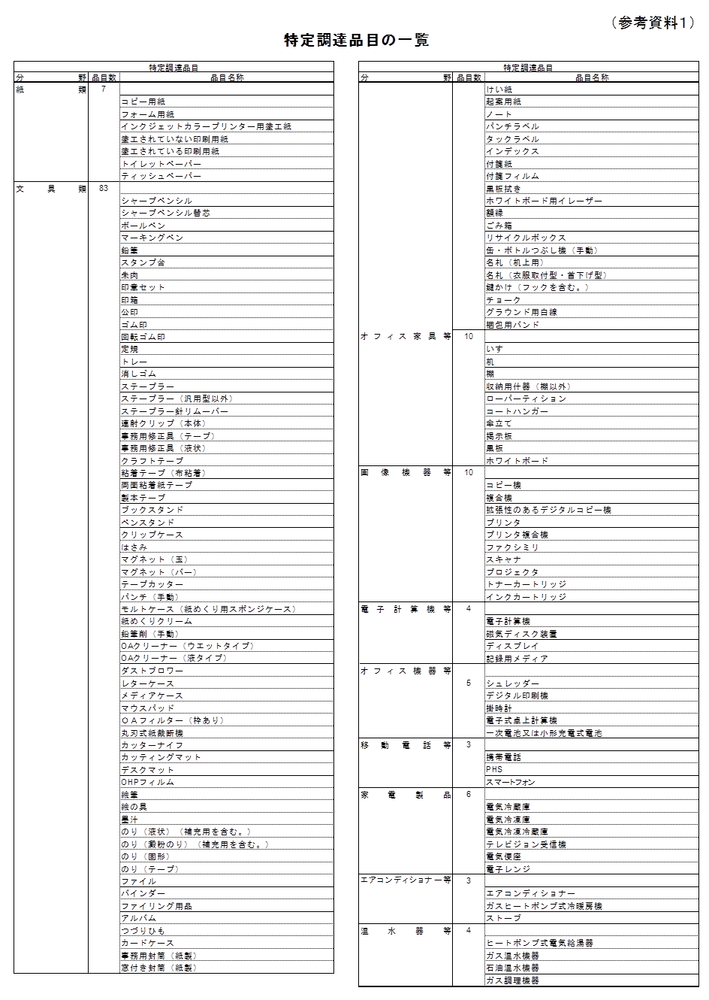 （参考資料１）
特定調達品目の一覧
特定調達品目
分野 品目数 品目名称
紙類 7
コピー用紙
フォーム用紙
インクジェットカラープリンター用塗工紙
塗工されていない印刷用紙
塗工されている印刷用紙
トイレットペーパー
ティッシュペーパー
文具類 83
シャープペンシル
シャープペンシル替芯
ボールペン
マーキングペン
鉛筆
スタンプ台
朱肉
印章セット
印箱
公印
ゴム印
回転ゴム印
定規
トレー
消しゴム
ステープラー
ステープラー（汎用型以外）
ステープラー針リムーバー
連射クリップ（本体）
事務用修正具（テープ）
事務用修正具（液状）
クラフトテープ
粘着テープ（布粘着）
両面粘着紙テープ
製本テープ
ブックスタンド
ペンスタンド
クリップケース
はさみ
マグネット（玉）
マグネット（バー）
テープカッター
パンチ（手動）
モルトケース（紙めくり用スポンジケース）
紙めくりクリーム
鉛筆削（手動）
OAクリーナー（ウエットタイプ）
OAクリーナー（液タイプ）
ダストブロワー
レターケース
メディアケース
マウスパッド
ＯＡフィルター（枠あり）
丸刃式紙裁断機
カッターナイフ
カッティングマット
デスクマット
OHPフィルム
絵筆
絵の具
墨汁
のり（液状）（補充用を含む。）
のり（澱粉のり）（補充用を含む。）
のり（固形）
のり（テープ）
ファイル
バインダー
ファイリング用品
アルバム
つづりひも
カードケース
事務用封筒（紙製）
窓付き封筒（紙製）
特定調達品目
分野 品目数 品目名称
けい紙
起案用紙
ノート
パンチラベル
タックラベル
インデックス
付箋紙
付箋フィルム
黒板拭き
ホワイトボード用イレーザー
額縁
ごみ箱
リサイクルボックス
缶・ボトルつぶし機（手動）
名札（机上用）
名札（衣服取付型・首下げ型）
鍵かけ（フックを含む。）
チョーク
グラウンド用白線
梱包用バンド
オフィス家具等 10
いす
机
棚
収納用什器（棚以外）
ローパーティション
コートハンガー
傘立て
掲示板
黒板
ホワイトボード
画像機器等 10
コピー機
複合機
拡張性のあるデジタルコピー機
プリンタ
プリンタ複合機
ファクシミリ
スキャナ
プロジェクタ
トナーカートリッジ
インクカートリッジ
電子計算機等 4
電子計算機
磁気ディスク装置
ディスプレイ
記録用メディア
オフィス機器等
5 シュレッダー
デジタル印刷機
掛時計
電子式卓上計算機
一次電池又は小形充電式電池
移動電話等 3
携帯電話
PHS
スマートフォン
家電製品 6
電気冷蔵庫
電気冷凍庫
電気冷凍冷蔵庫
テレビジョン受信機
電気便座
電子レンジ
エアコンディショナー等 3
エアコンディショナー
ガスヒートポンプ式冷暖房機
ストーブ
温水器等 4
ヒートポンプ式電気給湯器
ガス温水機器
石油温水機器
ガス調理機器